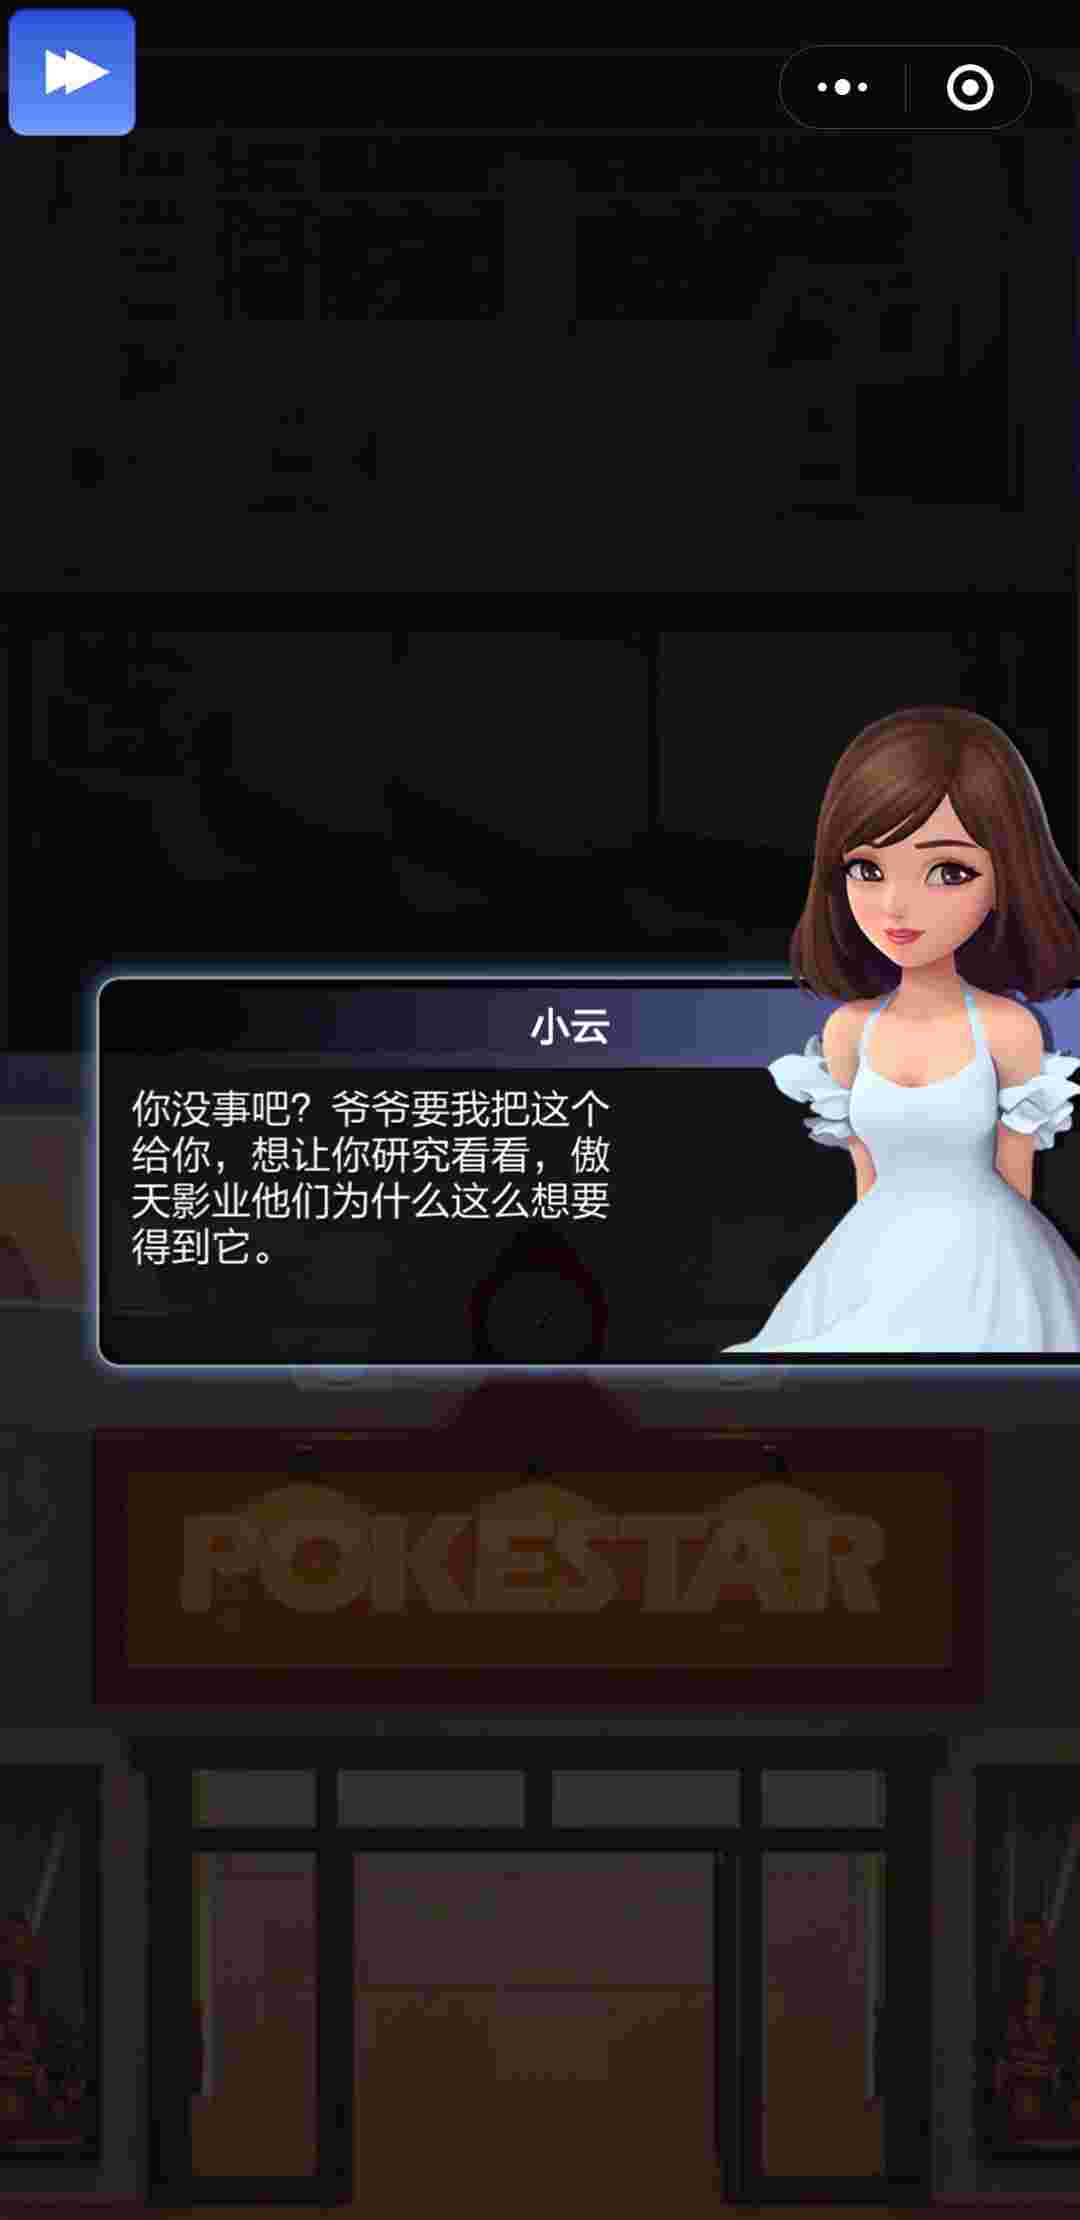 小云
你没事吧？爷爷要我把这个
给你，想让你研究看看，傲
天影业他们为什么这么想要
得到它。
POKESTAR